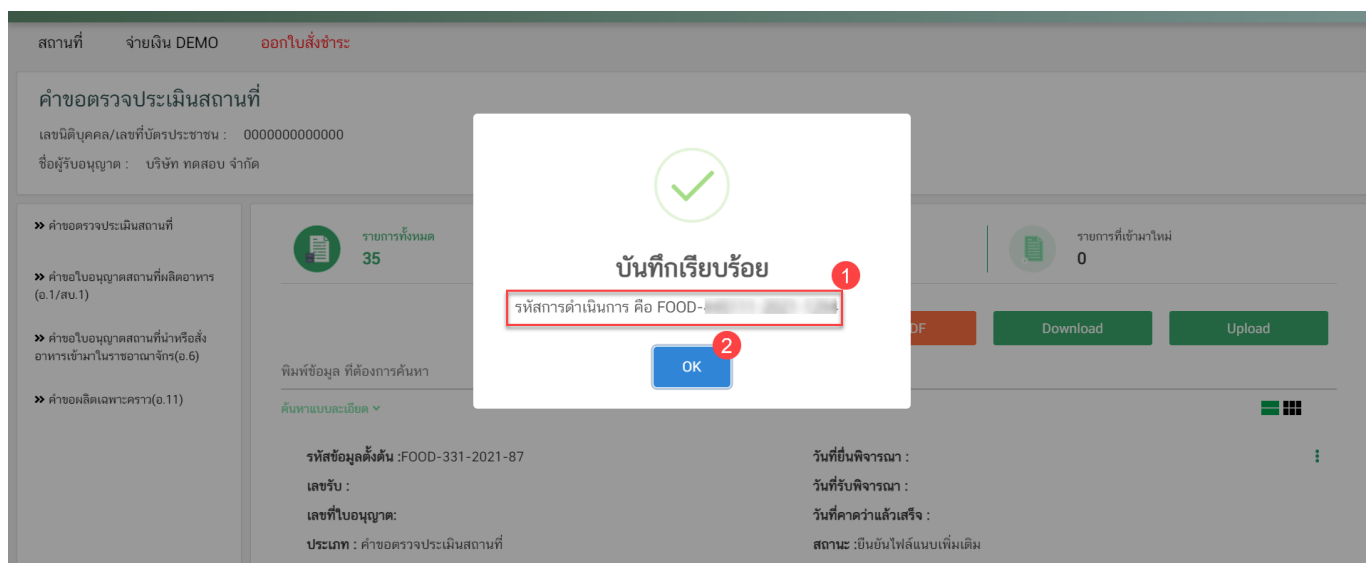 สถานที่ จ่ายเงิน DEMO ออกใบสั่งชำระ
คำขอตรวจประเมินสถานที่
เลขนิติบุคคล/เลขที่บัตรประชาชน : 0000000000000
ชื่อผู้รับอนุญาต : บริษัท ทดสอบ จำกัด
» คำขอตรวจประเมินสถานที่
» คำขอใบอนุญาตสถานที่ผลิตอาหาร
(อ.1/สบ.1)
» คำขอใบอนุญาตสถานที่นำหรือสั่ง
อาหารเข้ามาในราชอาณาจักร(อ.6)
» คำขอผลิตเฉพาะคราว(อ.11)
รายการทั้งหมด
35
รายการที่เข้ามาใหม่
0
บันทึกเรียบร้อย
1
รหัสการดำเนินการ คือ FOOD-
2
OK
DF Download Upload
พิมพ์ข้อมูล ที่ต้องการค้นหา
ค้นหาแบบละเอียด
รหัสข้อมูลตั้งต้น :FOOD-331-2021-87 วันที่ยื่นพิจารณา :
เลขรับ : วันที่รับพิจารณา :
เลขที่ใบอนุญาต: วันที่คาดว่าแล้วเสร็จ :
ประเภท : คำขอตรวจประเมินสถานที่ สถานะ :ยืนยันไฟล์แนบเพิ่มเติม